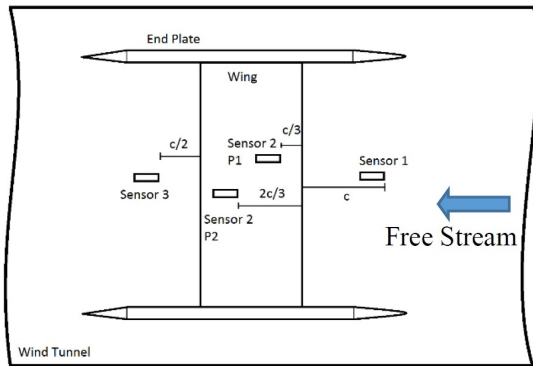 End Plate
Wing
c/2
c/3
Sensor 2
P1
Sensor 1
Sensor 3
2c/3
c
Sensor 2
P2
Free Stream
Wind Tunnel